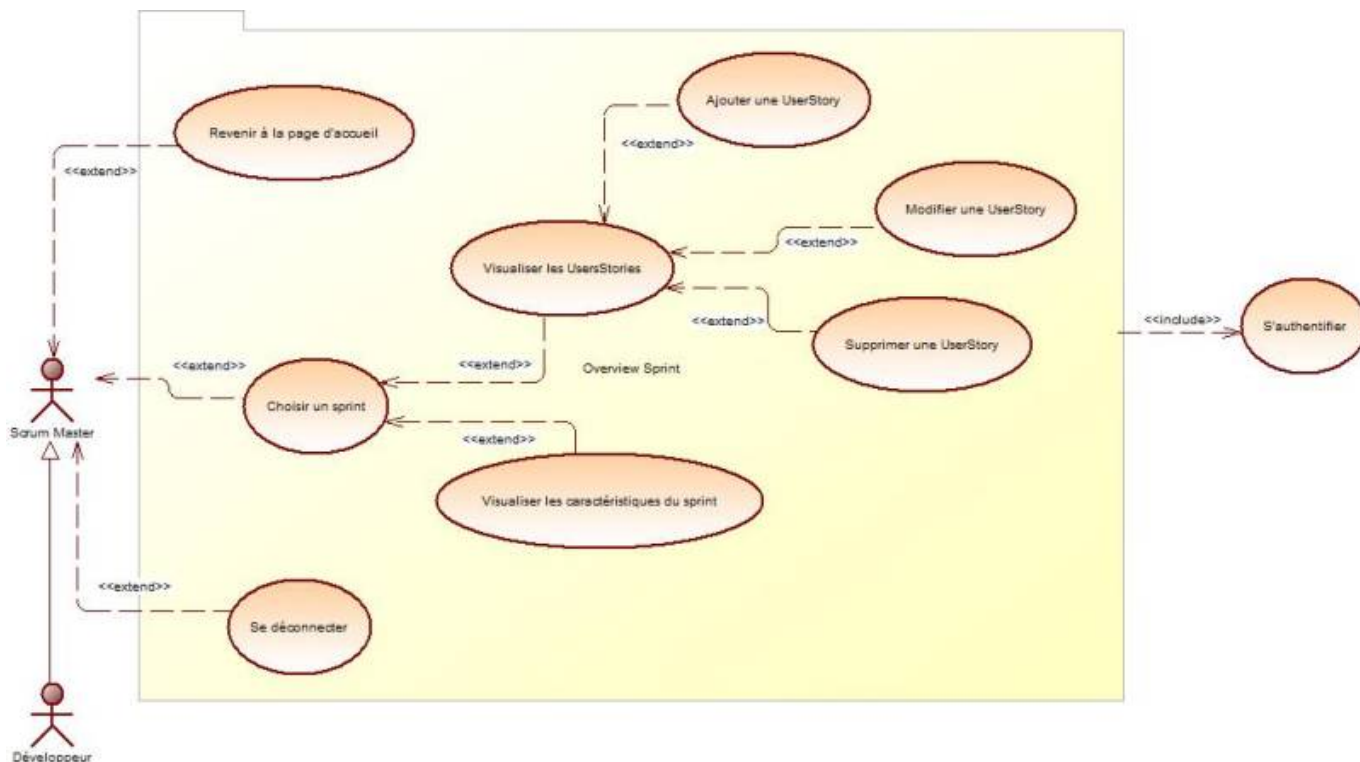 Ajouter une UserStory
Revenir à la page d'accueil
<<extend>>
<<extend>>
Modifier une UserStory
<<extend>>
Visualiser les UsersStories
<<extend>>
Supprimer une UserStory
<<include>>
S'authentifier
<<extend>>
<<extend>>
Overview Sprint
Choisir un sprint
Scrum Master
<<extend>>
Visualiser les caractéristiques du sprint
<<extend>>
Se déconnecter
Développeur